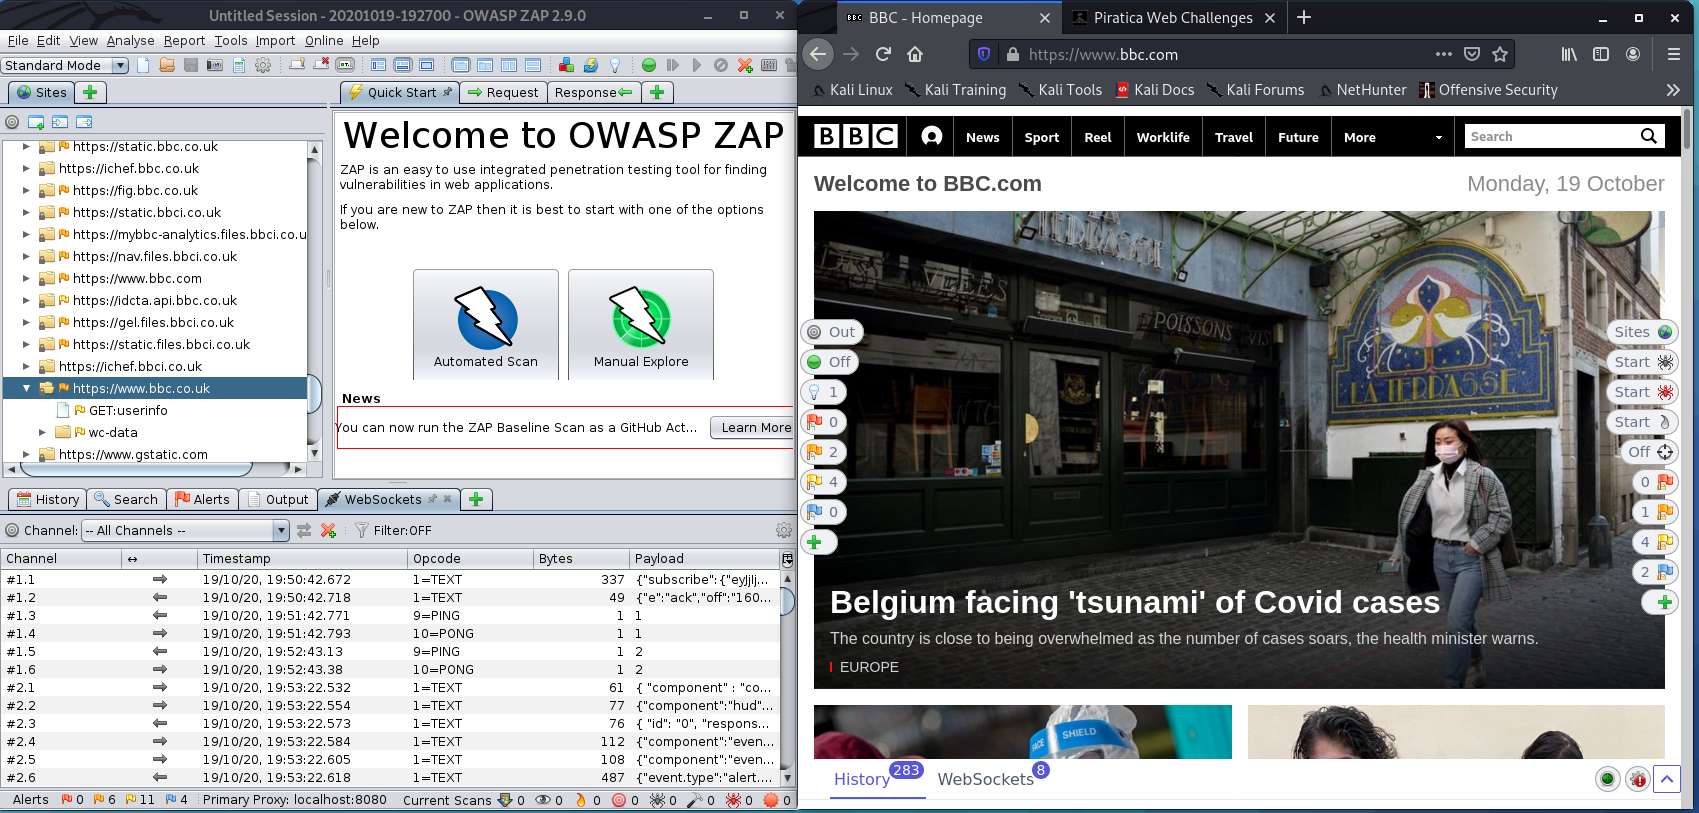 Untitled Session - 20201019-192700 - OWASP ZAP 2.9.0
File Edit View Analyse Report Tools Import Online Help
Standard Mode
Sites
Quick Start
Request
Response
https://static.bbc.co.uk
https://ichef.bbc.co.uk
https://fig.bbc.co.uk
https://static.bbci.co.uk
https://mybbc-analytics.files.bbci.co.u
https://nav.files.bbci.co.uk
https://www.bbc.com
https://idcta.api.bbc.co.uk
https://gel.files.bbci.co.uk
https://static.files.bbci.co.uk
https://ichef.bbci.co.uk
https://www.bbc.co.uk
GET:userinfo
wc-data
https://www.gstatic.com
Welcome to OWASP ZAP
ZAP is an easy to use integrated penetration testing tool for finding
vulnerabilities in web applications.
If you are new to ZAP then it is best to start with one of the options
below.
Automated Scan
Manual Explore
News
You can now run the ZAP Baseline Scan as a GitHub Act...
Learn More
History
Search
Alerts
Output
WebSockets
Channel: -- All Channels --
Filter:OFF
Channel ↔ Timestamp Opcode Bytes Payload
#1.1 → 19/10/20, 19:50:42.672 1=TEXT 337 {"subscribe":{"eyJjIj...
#1.2 ← 19/10/20, 19:50:42.718 1=TEXT 49 {"e":"ack","off":"160...
#1.3 ← 19/10/20, 19:51:42.771 9=PING 1 1
#1.4 → 19/10/20, 19:51:42.793 10=PONG 1 1
#1.5 ← 19/10/20, 19:52:43.13 9=PING 1 2
#1.6 → 19/10/20, 19:52:43.38 10=PONG 1 2
#2.1 → 19/10/20, 19:53:22.532 1=TEXT 61 { "component" : "co...
#2.2 → 19/10/20, 19:53:22.554 1=TEXT 77 {"component":"hud"...
#2.3 ← 19/10/20, 19:53:22.573 1=TEXT 76 { "id": "0", "respons...
#2.4 → 19/10/20, 19:53:22.584 1=TEXT 112 {"component":"even...
#2.5 → 19/10/20, 19:53:22.605 1=TEXT 108 {"component":"even...
#2.6 ← 19/10/20, 19:53:22.618 1=TEXT 487 {"event.type":"alert....
Alerts 0 6 11 4 Primary Proxy: localhost:8080 Current Scans 0 0 0 0 0 0 0 0
BBC - Homepage
Piratica Web Challenges
https://www.bbc.com
Kali Linux
Kali Training
Kali Tools
Kali Docs
Kali Forums
NetHunter
Offensive Security
BBC
News Sport Reel Worklife Travel Future More
Search
Welcome to BBC.com
Monday, 19 October
TERRASSE
POISSONS
LA TERRASSE
Out
Off
1
0
2
4
0
Sites
Start
Start
Start
Off
0
1
4
2
Belgium facing 'tsunami' of Covid cases
The country is close to being overwhelmed as the number of cases soars, the health minister warns.
EUROPE
FACE SHIELD
History 283
WebSockets 8